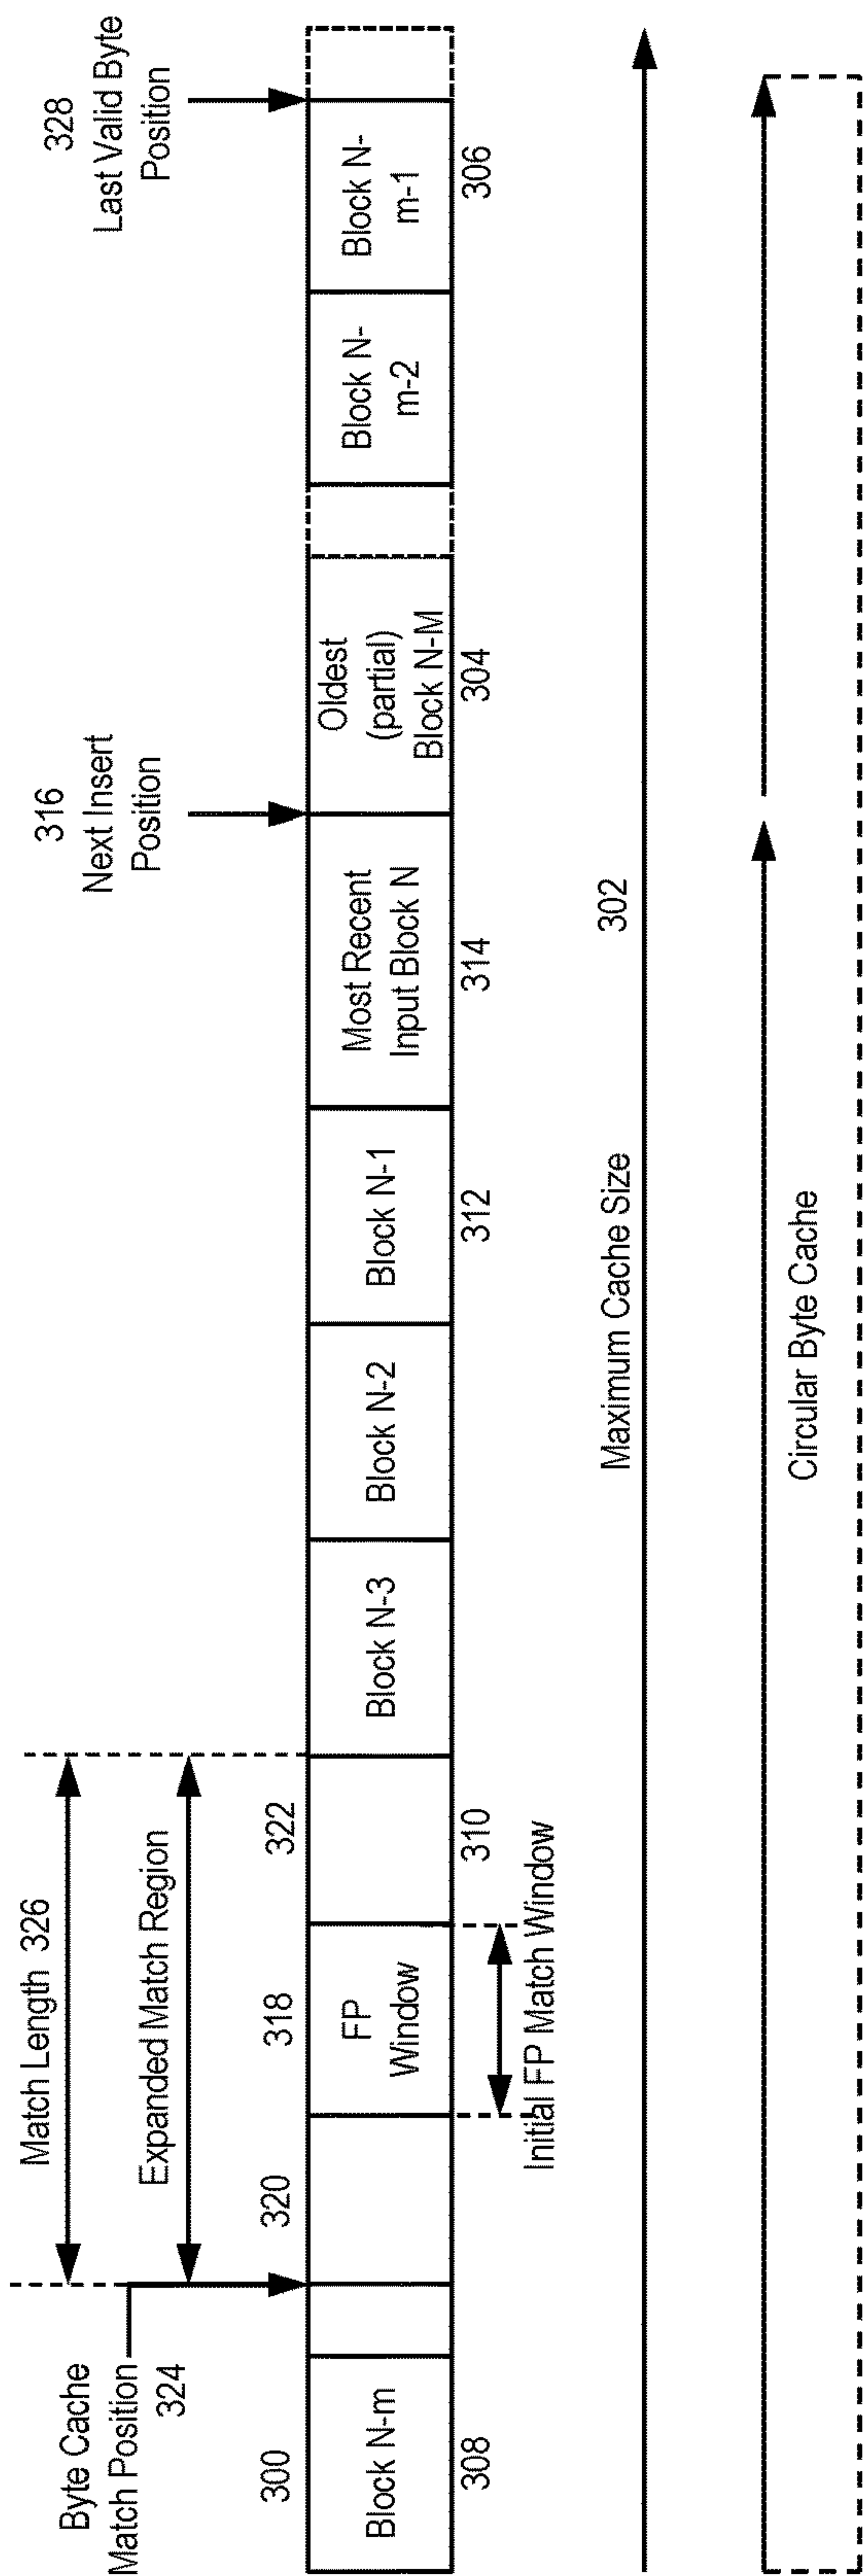 Match Length 326
Expanded Match Region
Byte Cache
Match Position
324
316
Next Insert
Position
328
Last Valid Byte
Position
300
320
318
322
Block N-m
FP
Window
Block N-3
Block N-2
Block N-1
Most Recent
Input Block N
Oldest
(partial)
Block N-M
Block N-
m-2
Block N-
m-1
308
310
312
314
304
306
Initial FP Match Window
Maximum Cache Size
302
Circular Byte Cache